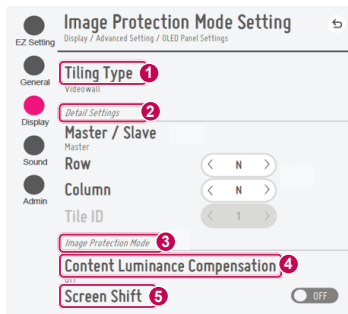 Image Protection Mode Setting
Display / Advanced Setting / OLED Panel Settings
EZ Setting
General
Display
Sound
Admin
Tiling Type 1
Videowall
Detail Settings 2
Master / Slave
Master
Row < N >
Column < N >
Tile ID < 1 >
Image Protection Mode 3
Content Luminance Compensation 4
Off
Screen Shift 5 OFF